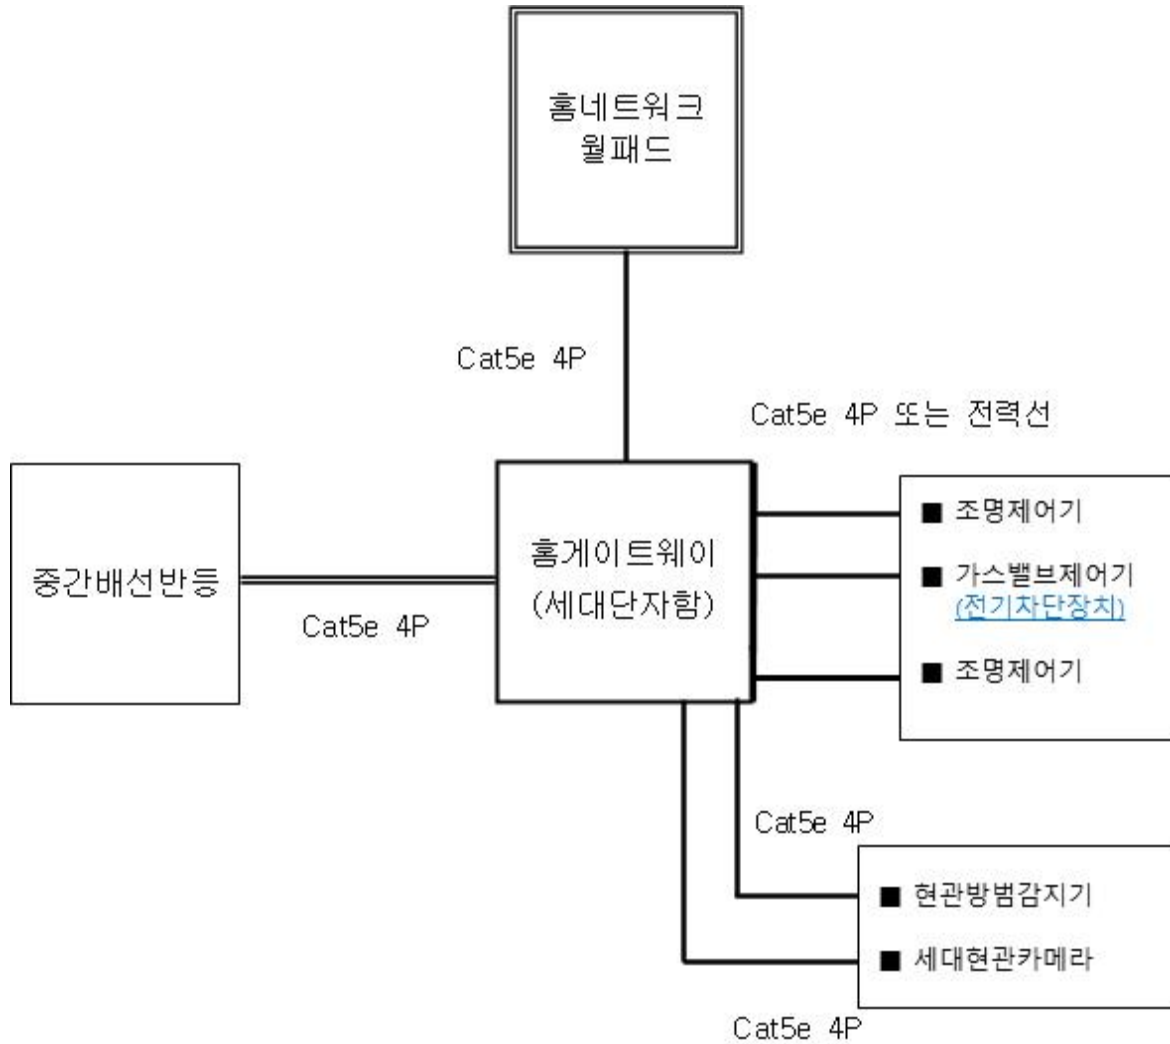 홈네트워크
월패드
Cat5e 4P
Cat5e 4P 또는 전력선
중간배선반등
Cat5e 4P
홈게이트웨이
(세대단자함)
■ 조명제어기
■ 가스밸브제어기
(전기차단장치)
■ 조명제어기
Cat5e 4P
■ 현관방범감지기
■ 세대현관카메라
Cat5e 4P